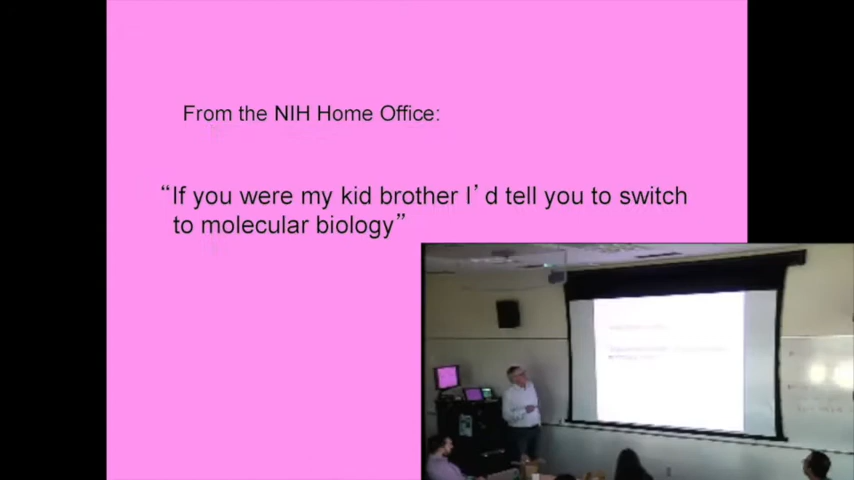 From the NIH Home Office:
“If you were my kid brother I’ d tell you to switch
to molecular biology”